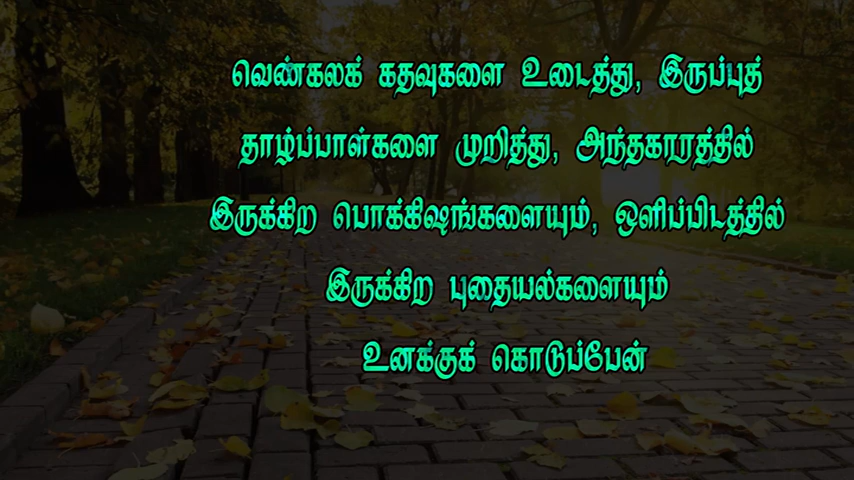 வெண்கலக் கதவுகளை உடைத்து, இருப்புத்
தாழ்ப்பாள்களை முறித்து, அந்தகாரத்தில்
இருக்கிற பொக்கிஷங்களையும், ஒளிப்பிடத்தில்
இருக்கிற புதையல்களையும்
உனக்குக் கொடுப்பேன்